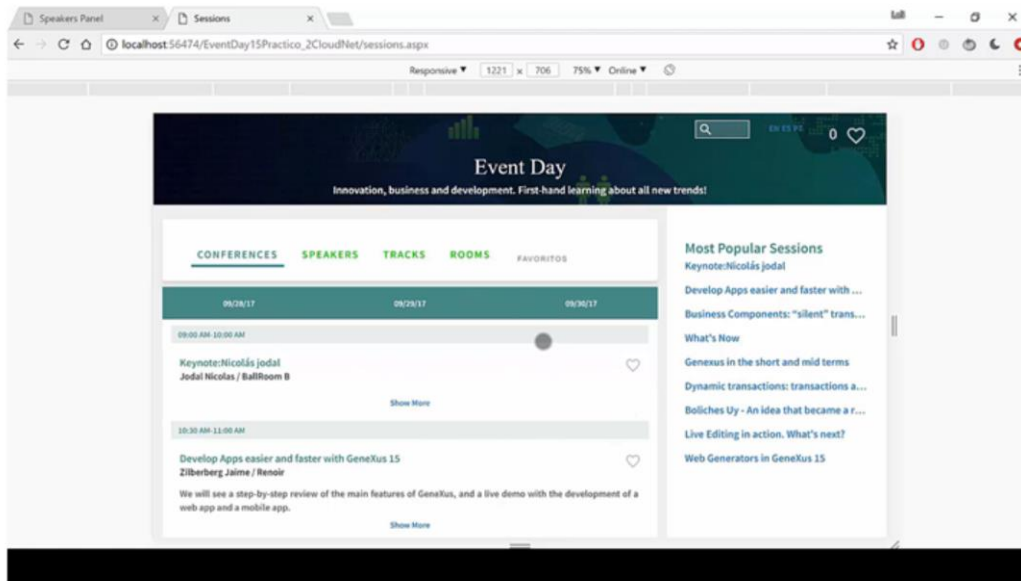 Speakers Panel
Sessions
localhost:56474/EventDay15Practico_2CloudNet/sessions.aspx
Responsive ▼ 1221 x 706 75% ▼ Online ▼
EN ES PT
0
Event Day
Innovation, business and development. First-hand learning about all new trends!
CONFERENCES SPEAKERS TRACKS ROOMS FAVORITOS
09/28/17 09/29/17 09/30/17
09:00 AM-10:00 AM
Keynote:Nicolás jodal
Jodal Nicolas / BallRoom B
Show More
10:30 AM-11:00 AM
Develop Apps easier and faster with GeneXus 15
Zilberberg Jaime / Renoir
We will see a step-by-step review of the main features of GeneXus, and a live demo with the development of a
web app and a mobile app.
Show More
Most Popular Sessions
Keynote:Nicolás jodal
Develop Apps easier and faster with ...
Business Components: “silent” trans...
What's Now
Genexus in the short and mid terms
Dynamic transactions: transactions a...
Boliches Uy - An idea that became a r...
Live Editing in action. What's next?
Web Generators in GeneXus 15